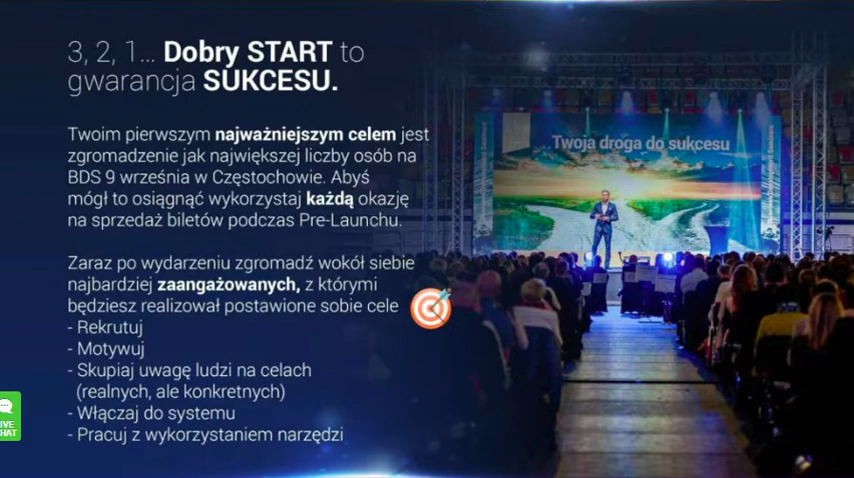 3, 2, 1... Dobry START to
gwarancja SUKCESU.
Twoim pierwszym najważniejszym celem jest
zgromadzenie jak największej liczby osób na
BDS 9 września w Częstochowie. Abyś
mógł to osiągnąć wykorzystaj każdą okazję
na sprzedaż biletów podczas Pre-Launchu.
Zaraz po wydarzeniu zgromadź wokół siebie
najbardziej zaangażowanych, z którymi
będziesz realizował postawione sobie cele
- Rekrutuj
- Motywuj
- Skupiaj uwagę ludzi na celach
(realnych, ale konkretnych)
- Włączaj do systemu
- Pracuj z wykorzystaniem narzędzi
Twoja droga do sukcesu